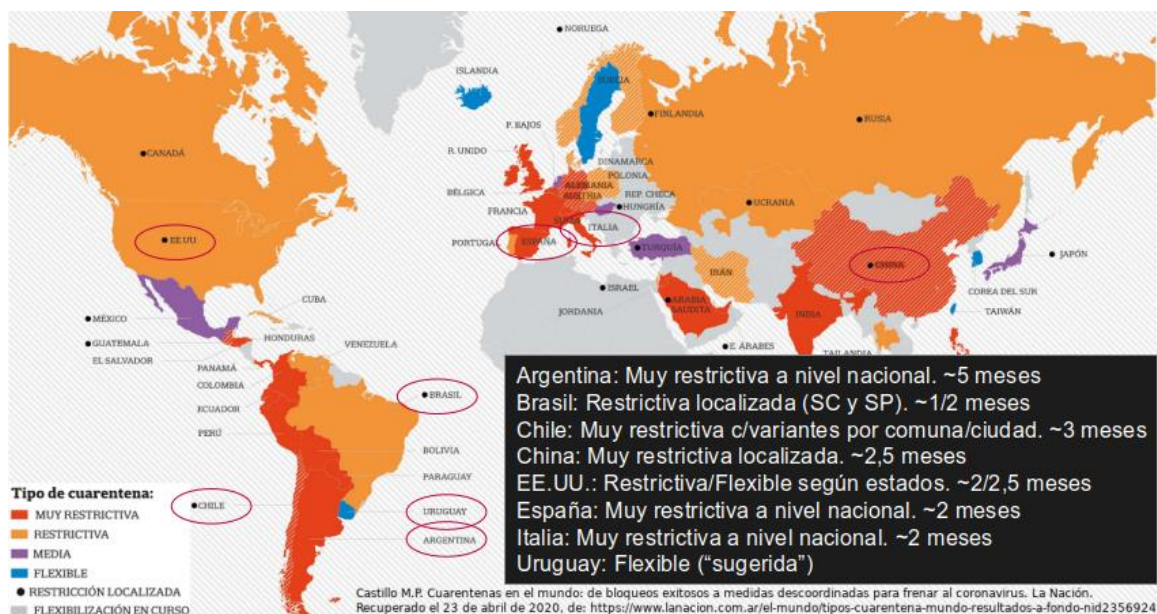 NORUEGA
ISLANDIA
SUECIA
FINLANDIA
RUSIA
P. BAJOS
CANADÁ
R. UNIDO
DINAMARCA
POLONIA
BÉLGICA
ALEMANIA
AUSTRIA
REP. CHECA
HUNGRÍA
UCRANIA
FRANCIA
SUIZA
ITALIA
EE.UU
PORTUGAL
ESPAÑA
TURQUÍA
IRÁN
CHINA
JAPÓN
COREA DEL SUR
CUBA
ISRAEL
ARABIA
SAUDITA
INDIA
TAIWÁN
MÉXICO
JORDANIA
HONDURAS
GUATEMALA
VENEZUELA
EL SALVADOR
E. ÁRABES
TAILANDIA
PANAMÁ
COLOMBIA
ECUADOR
BRASIL
PERÚ
BOLIVIA
PARAGUAY
CHILE
URUGUAY
ARGENTINA
Argentina: Muy restrictiva a nivel nacional. ~5 meses
Brasil: Restrictiva localizada (SC y SP). ~1/2 meses
Chile: Muy restrictiva c/variantes por comuna/ciudad. ~3 meses
China: Muy restrictiva localizada. ~2,5 meses
EE.UU.: Restrictiva/Flexible según estados. ~2/2,5 meses
España: Muy restrictiva a nivel nacional. ~2 meses
Italia: Muy restrictiva a nivel nacional. ~2 meses
Uruguay: Flexible (“sugerida”)
Tipo de cuarentena:
MUY RESTRICTIVA
RESTRICTIVA
MEDIA
FLEXIBLE
RESTRICCIÓN LOCALIZADA
FLEXIBILIZACIÓN EN CURSO
Castillo M.P. Cuarentenas en el mundo: de bloqueos exitosos a medidas descoordinadas para frenar al coronavirus. La Nación.
Recuperado el 23 de abril de 2020, de: https://www.lanacion.com.ar/el-mundo/tipos-cuarentena-mundo-resultados-a-fondo-nid2356924